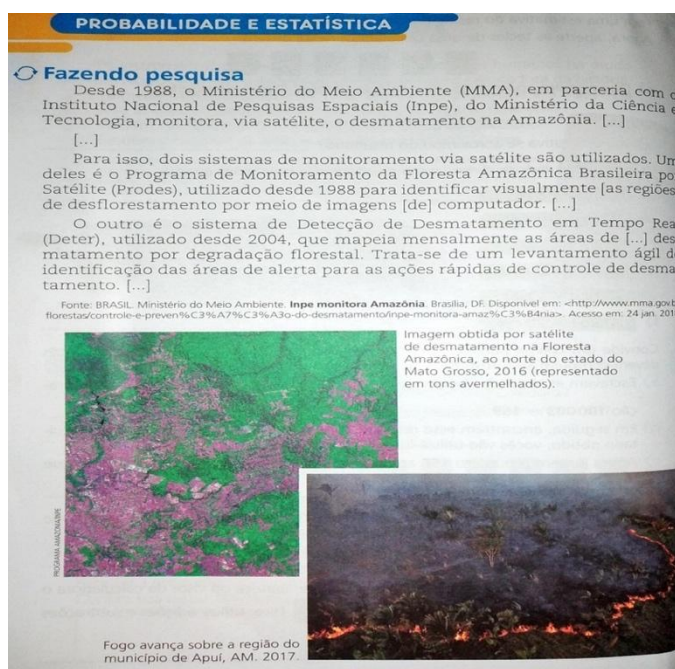 PROBABILIDADE E ESTATÍSTICA
Fazendo pesquisa
Desde 1988, o Ministério do Meio Ambiente (MMA), em parceria com o
Instituto Nacional de Pesquisas Espaciais (Inpe), do Ministério da Ciência e
Tecnologia, monitora, via satélite, o desmatamento na Amazônia. [...]
[...]
Para isso, dois sistemas de monitoramento via satélite são utilizados. Um
deles é o Programa de Monitoramento da Floresta Amazônica Brasileira po
Satélite (Prodes), utilizado desde 1988 para identificar visualmente [as regiões
de desflorestamento por meio de imagens [de] computador. [...]
O outro é o sistema de Detecção de Desmatamento em Tempo Rea
(Deter), utilizado desde 2004, que mapeia mensalmente as áreas de [...] des
matamento por degradação florestal. Trata-se de um levantamento ágil d
identificação das áreas de alerta para as ações rápidas de controle de desma
tamento. [...]
Fonte: BRASIL. Ministério do Meio Ambiente. Inpe monitora Amazônia. Brasília, DF. Disponível em: <http://www.mma.gov.b
florestas/controle-e-preven%C3%A7%C3%A3o-do-desmatamento/inpe-monitora-amaz%C3%B4nia>. Acesso em: 24 jan. 201
Imagem obtida por satélite
de desmatamento na Floresta
Amazônica, ao norte do estado do
Mato Grosso, 2016 (representado
em tons avermelhados).
PROGRAMA AMAZONIA/INPE
Fogo avança sobre a região do
município de Apuí, AM. 2017.